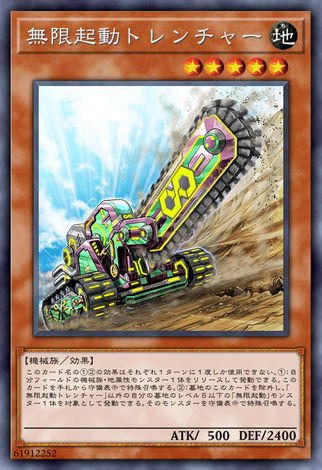 無限起動トレンチャー
地
[機械族/効果]
このカード名の①②の効果はそれぞれ1ターンに1度しか使用できない。①:自
分フィールドの機械族・地属性モンスター1体をリリースして発動できる。このカ
ードを手札から守備表示で特殊召喚する。②:墓地のこのカードを除外し、「
無限起動トレンチャー」以外の自分の墓地のレベル5以下の「無限起動」モンス
ター1体を対象として発動できる。そのモンスターを守備表示で特殊召喚する。
ATK/ 500 DEF/2400
61912252